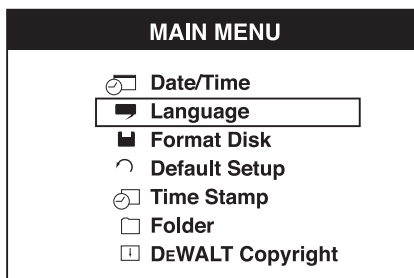 MAIN MENU
Date/Time
Language
Format Disk
Default Setup
Time Stamp
Folder
DEWALT Copyright